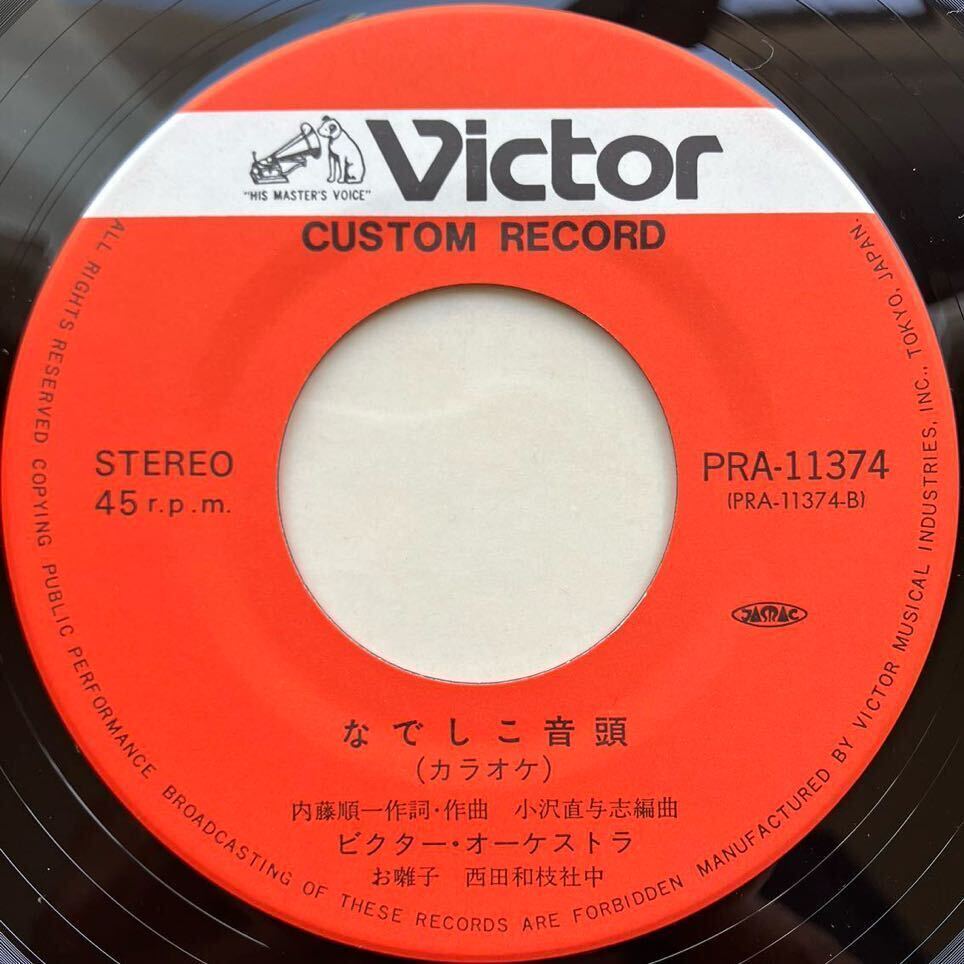 Victor
"HIS MASTER'S VOICE"
CUSTOM RECORD
STEREO
45 r.p.m.
PRA-11374
(PRA-11374-B)
JASRAC
なでしこ音頭
(カラオケ)
内藤順一作詞・作曲 小沢直与志編曲
ビクター・オーケストラ
お囃子 西田和枝社中
ALL RIGHTS RESERVED COPYING PUBLIC PERFORMANCE BROADCASTING OF THESE RECORDS ARE FORBIDDEN MANUFACTURED BY VICTOR MUSICAL INDUSTRIES, INC., TOKYO, JAPAN.